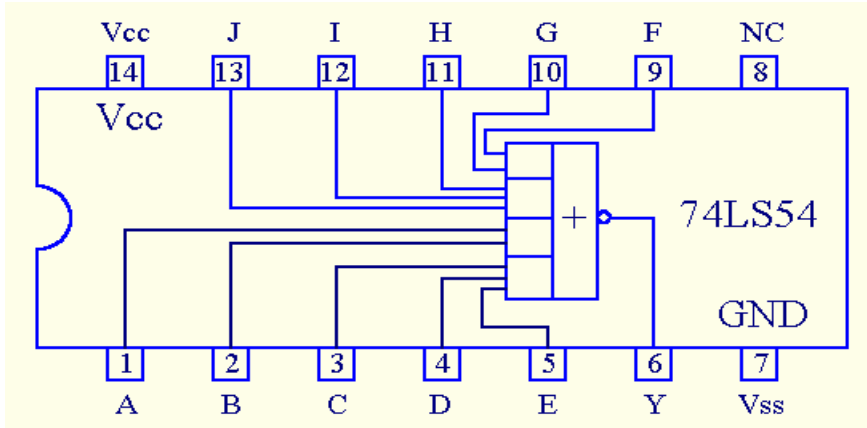 Vcc J I H G F NC
14 13 12 11 10 9 8
Vcc
+ 74LS54
GND
1 2 3 4 5 6 7
A B C D E Y Vss